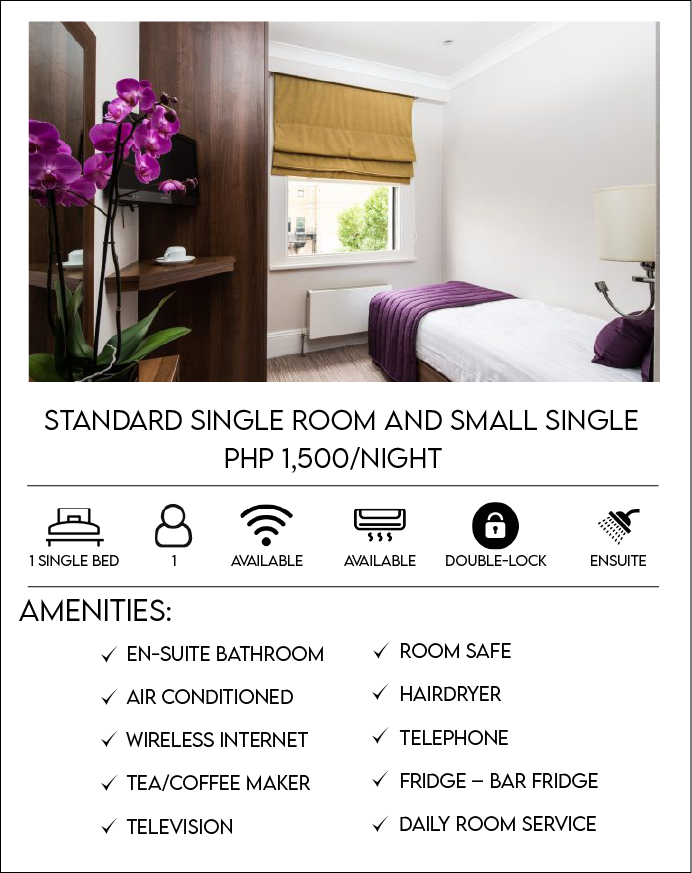 STANDARD SINGLE ROOM AND SMALL SINGLE
PHP 1,500/NIGHT
1 SINGLE BED
1
AVAILABLE
AVAILABLE
DOUBLE-LOCK
ENSUITE
AMENITIES:
EN-SUITE BATHROOM
AIR CONDITIONED
WIRELESS INTERNET
TEA/COFFEE MAKER
TELEVISION
ROOM SAFE
HAIRDRYER
TELEPHONE
FRIDGE – BAR FRIDGE
DAILY ROOM SERVICE